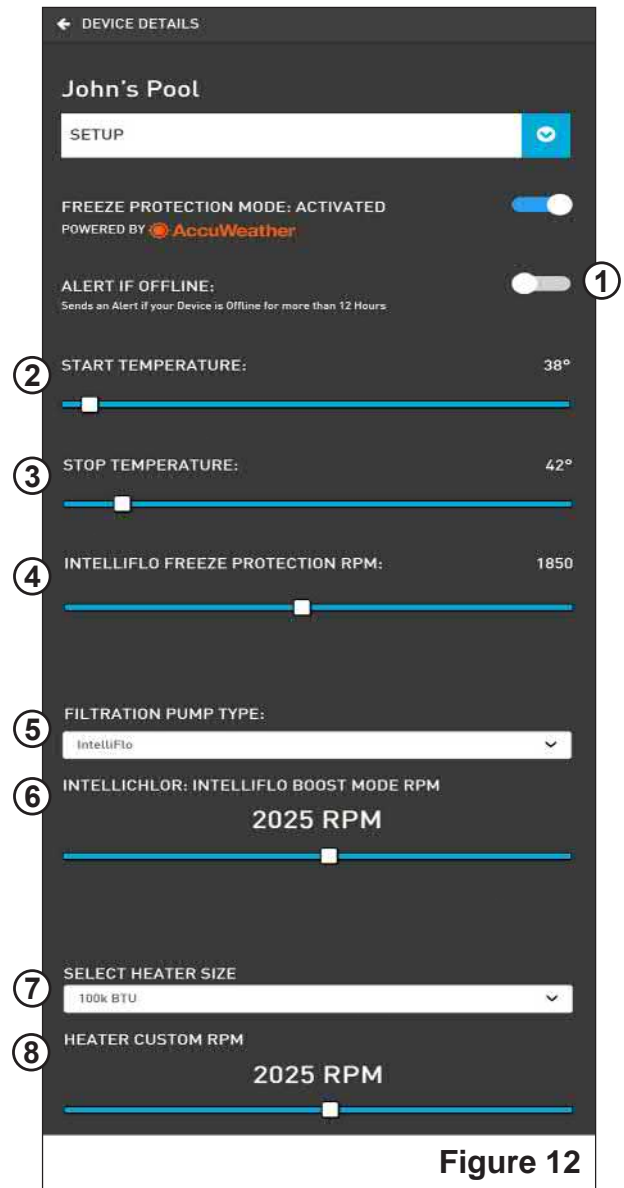 DEVICE DETAILS
John's Pool
SETUP
FREEZE PROTECTION MODE: ACTIVATED
POWERED BY AccuWeather
ALERT IF OFFLINE:
1
Sends an Alert if your Device is Offline for more than 12 Hours
2 START TEMPERATURE: 38°
3 STOP TEMPERATURE: 42°
4 INTELLIFLO FREEZE PROTECTION RPM: 1850
5 FILTRATION PUMP TYPE:
IntelliFlo
6 INTELLICHLOR: INTELLIFLO BOOST MODE RPM
2025 RPM
7 SELECT HEATER SIZE
100k BTU
8 HEATER CUSTOM RPM
2025 RPM
Figure 12